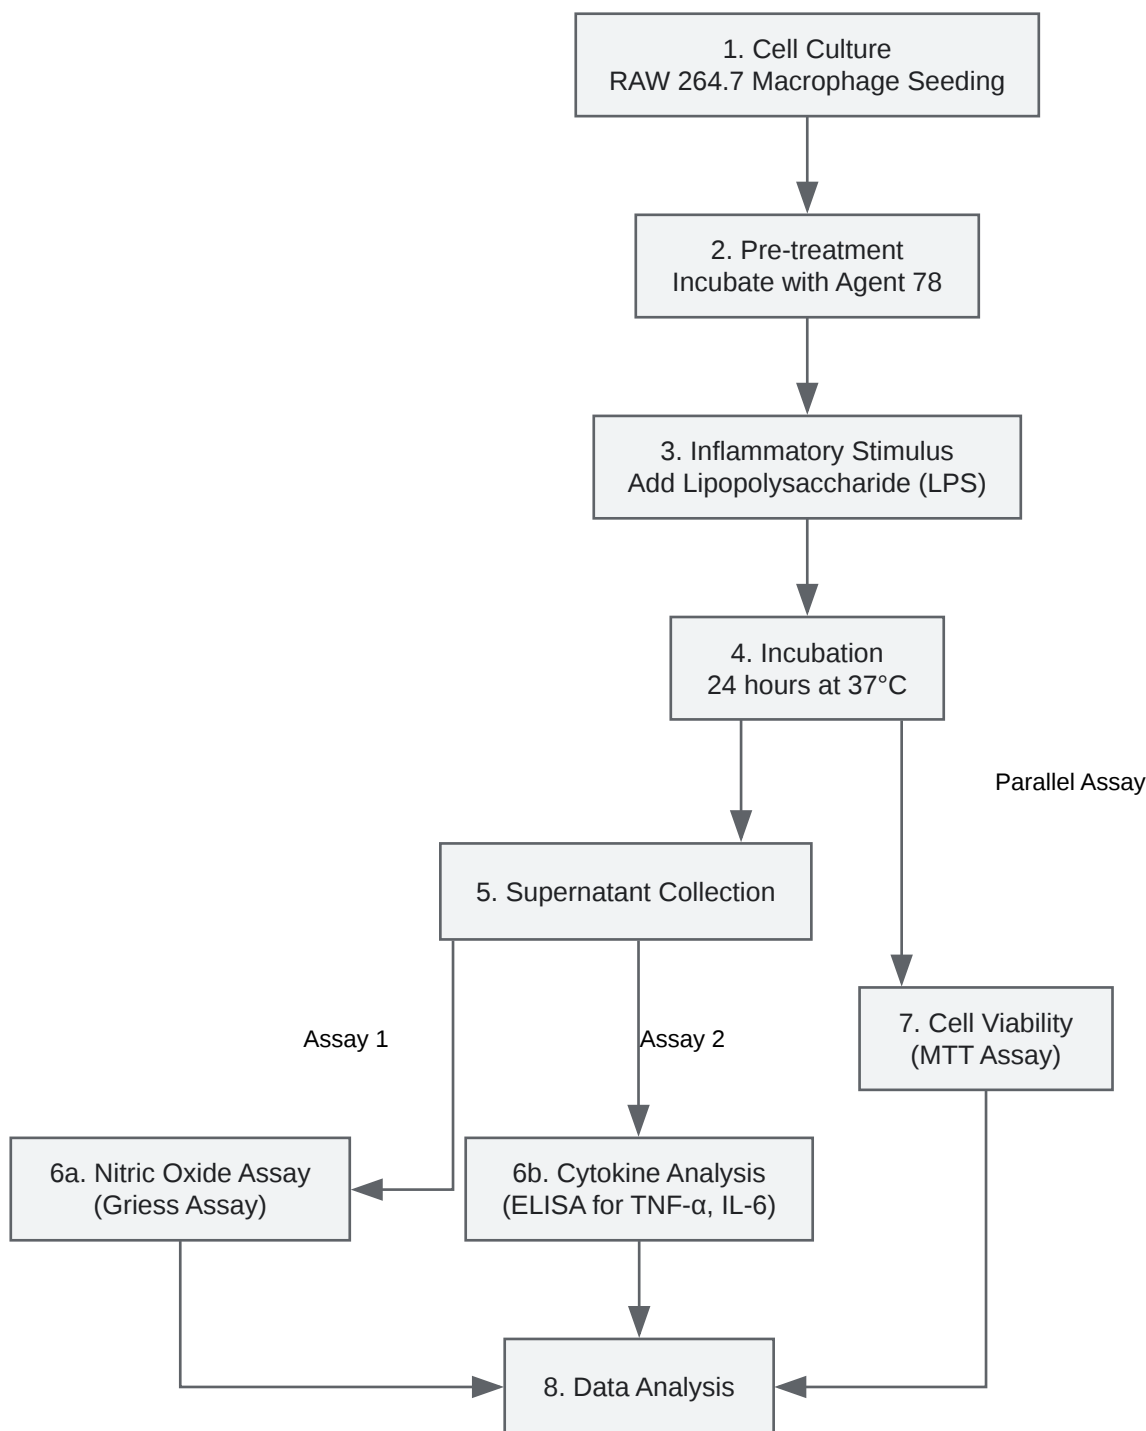 1. Cell Culture
RAW 264.7 Macrophage Seeding
2. Pre-treatment
Incubate with Agent 78
3. Inflammatory Stimulus
Add Lipopolysaccharide (LPS)
4. Incubation
24 hours at 37°C
Parallel Assay
5. Supernatant Collection
Assay 1
Assay 2
7. Cell Viability
(MTT Assay)
6a. Nitric Oxide Assay
(Griess Assay)
6b. Cytokine Analysis
(ELISA for TNF-α, IL-6)
8. Data Analysis